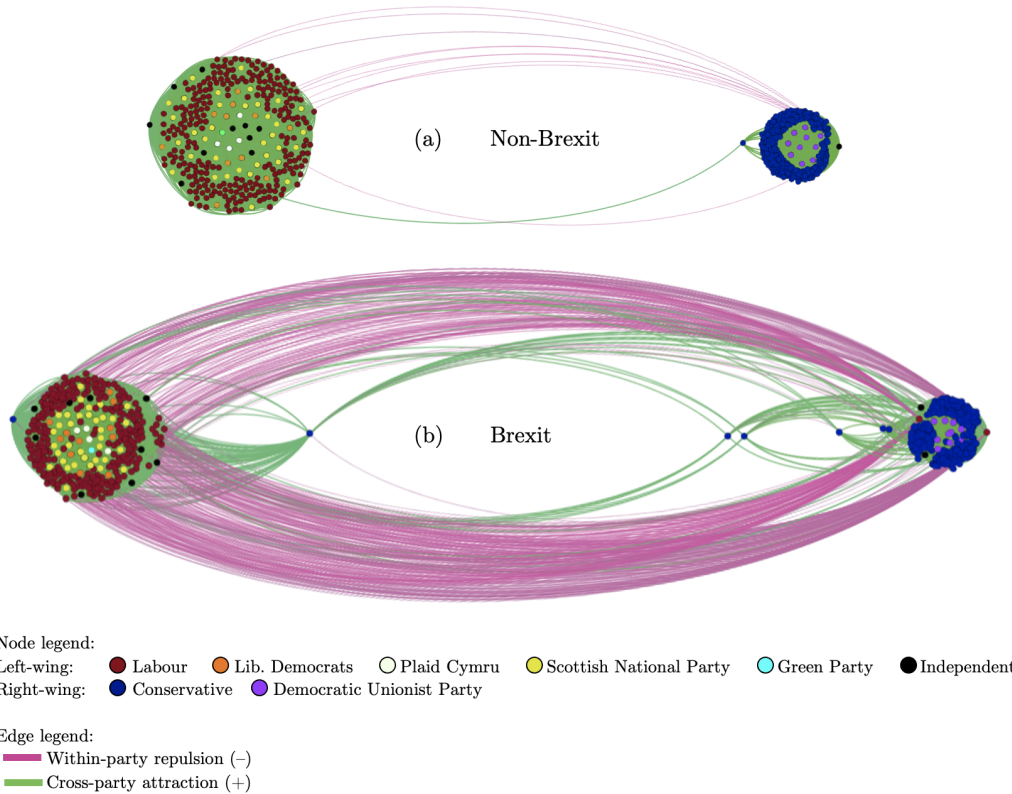 (a) Non-Brexit
(b) Brexit
Node legend:
Left-wing: Labour Lib. Democrats Plaid Cymru Scottish National Party Green Party Independent
Right-wing: Conservative Democratic Unionist Party
Edge legend:
Within-party repulsion (–)
Cross-party attraction (+)